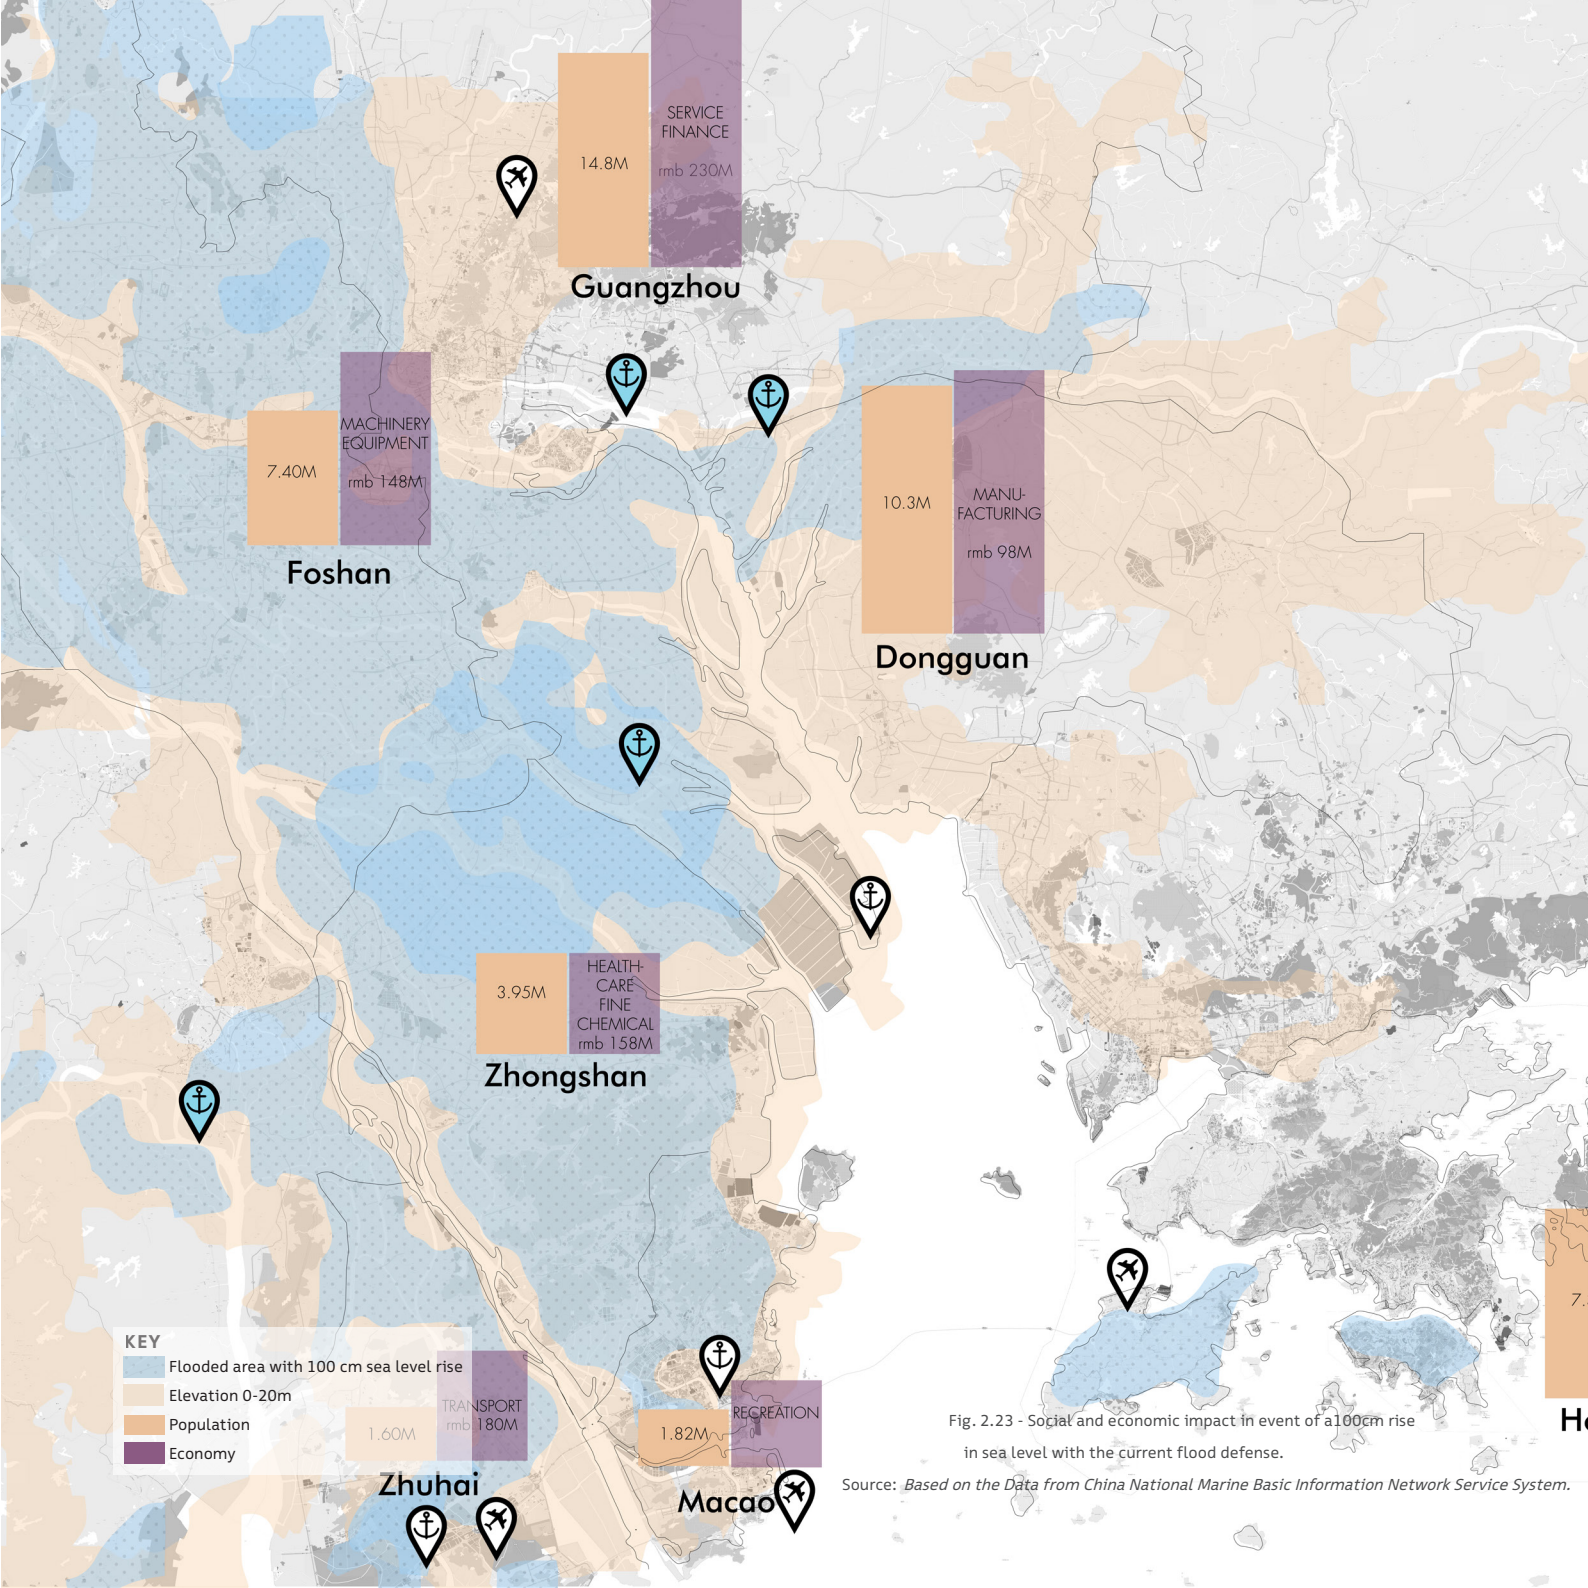 SERVICE
FINANCE
14.8M
rmb 230M
Guangzhou
MACHINERY
EQUIPMENT
7.40M
rmb 148M
Foshan
10.3M
MANU-
FACTURING
rmb 98M
Dongguan
3.95M
HEALTH-
CARE
FINE
CHEMICAL
rmb 158M
Zhongshan
KEY
Flooded area with 100 cm sea level rise
Elevation 0-20m
Population
Economy
1.60M
TRANSPORT
rmb 180M
Zhuhai
1.82M
RECREATION
Macao
7.
Fig. 2.23 - Social and economic impact in event of a100cm rise
in sea level with the current flood defense.
Source: Based on the Data from China National Marine Basic Information Network Service System.